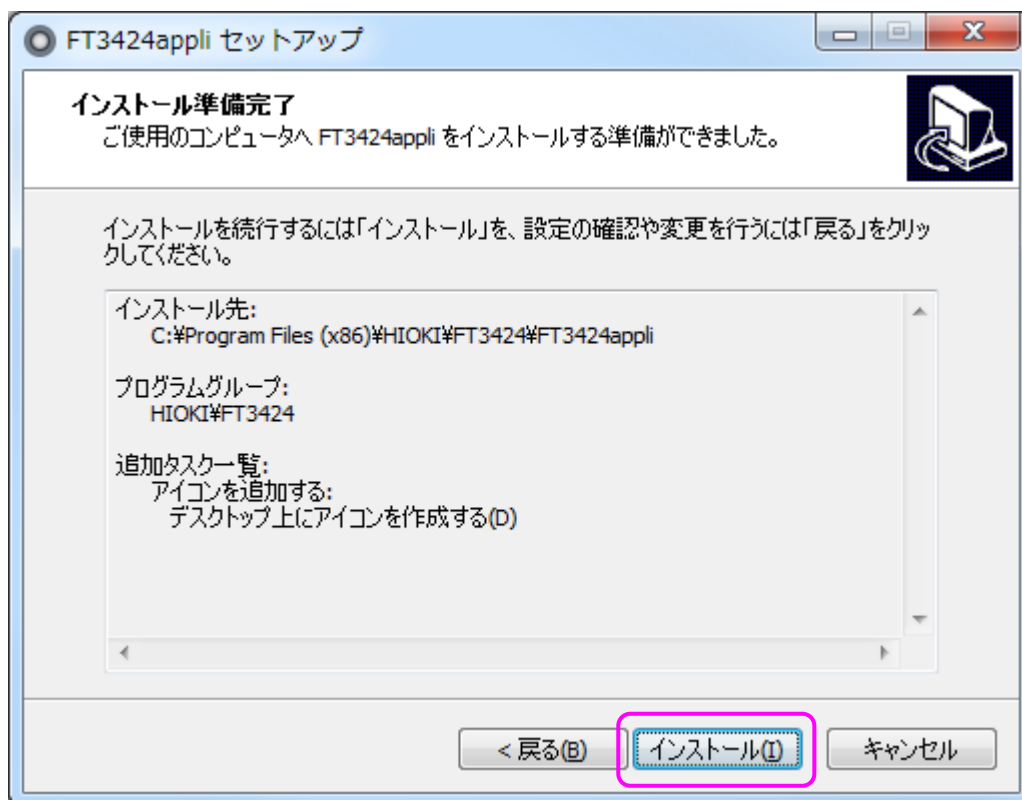 FT3424appli セットアップ
インストール準備完了
ご使用のコンピュータへ FT3424appli をインストールする準備ができました。
インストールを続行するには「インストール」を、設定の確認や変更を行うには「戻る」をクリッ
クしてください。
インストール先:
C:¥Program Files (x86)¥HIOKI¥FT3424¥FT3424appli
プログラムグループ:
HIOKI¥FT3424
追加タスク一覧:
アイコンを追加する:
デスクトップ上にアイコンを作成する(D)
< 戻る(B) インストール(I) キャンセル